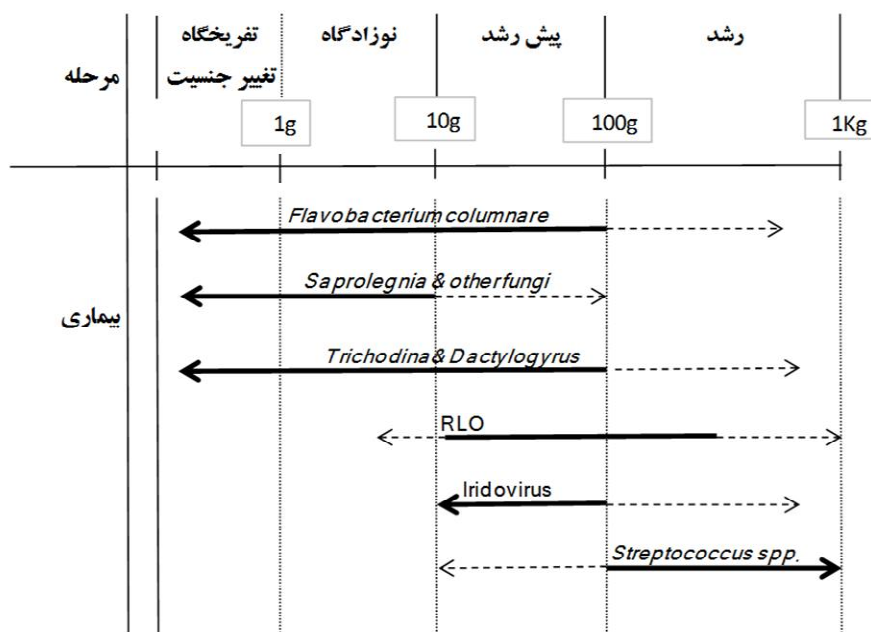 مرحله
تفریخگاه
تغییر جنسیت
نوزادگاه
پیش رشد
رشد
1g
10g
100g
1Kg
بیماری
Flavobacterium columnare
Saprolegnia & other fungi
Trichodina & Dactylogyrus
RLO
Iridovirus
Streptococcus spp.